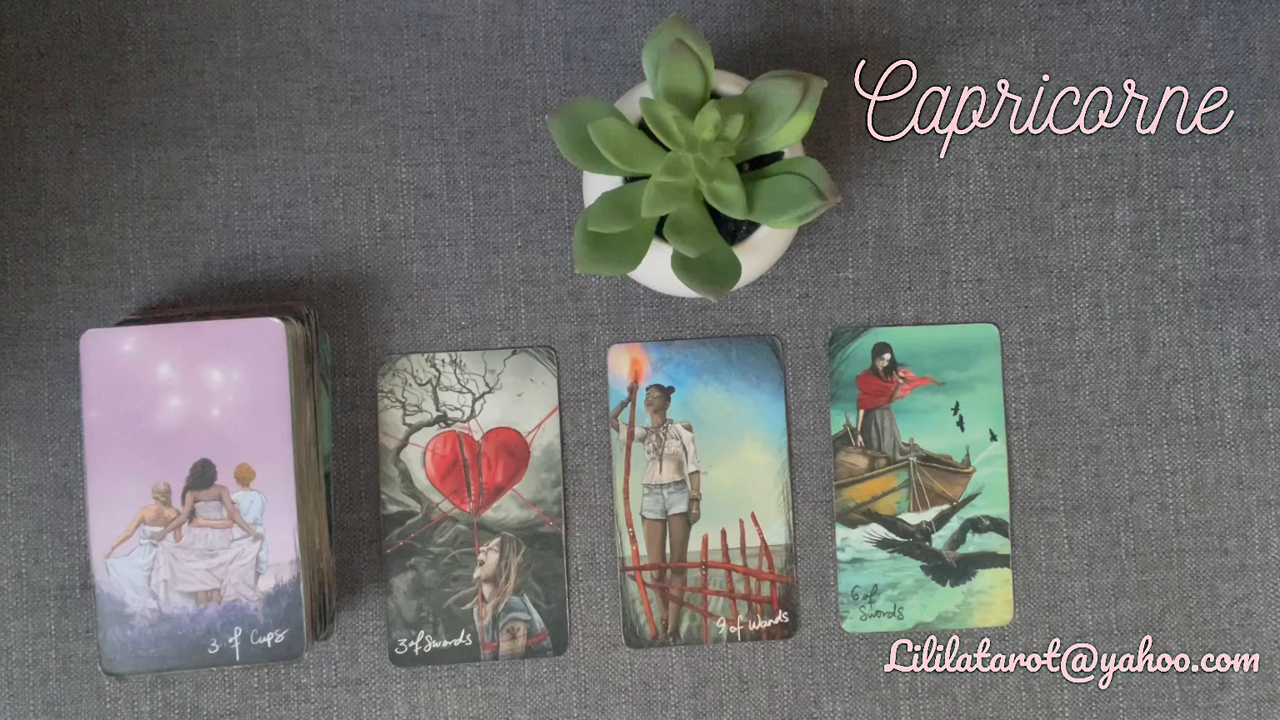 Capricorne
3 of Cups
3 of Swords
9 of Wands
6 of
Swords
Lililatarot@yahoo.com